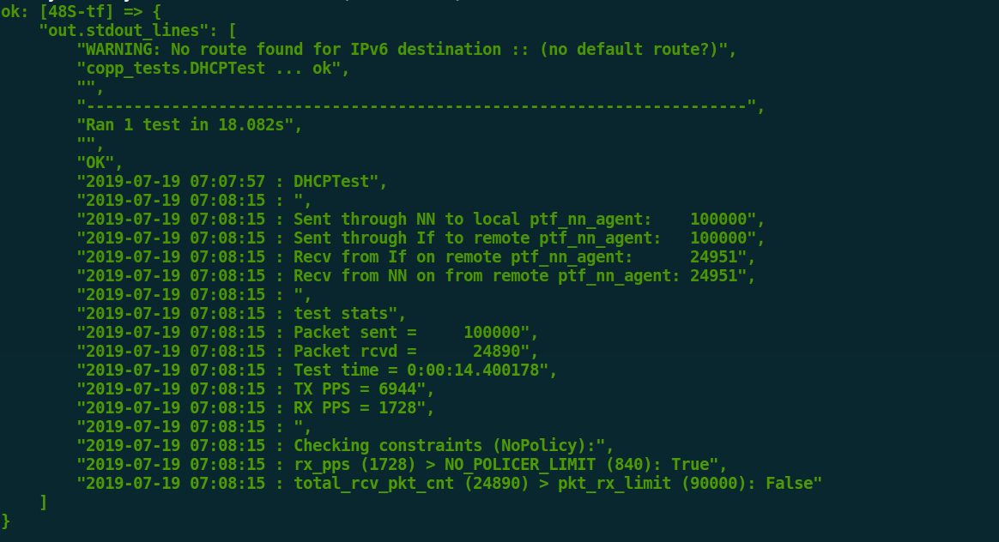 ok: [48S-tf] => {
    "out.stdout_lines": [
        "WARNING: No route found for IPv6 destination :: (no default route?)",
        "copp_tests.DHCPTest ... ok",
        "",
        "----------------------------------------------------------------------",
        "Ran 1 test in 18.082s",
        "",
        "OK",
        "2019-07-19 07:07:57 : DHCPTest",
        "2019-07-19 07:08:15 : ",
        "2019-07-19 07:08:15 : Sent through NN to local ptf_nn_agent:    100000",
        "2019-07-19 07:08:15 : Sent through If to remote ptf_nn_agent:   100000",
        "2019-07-19 07:08:15 : Recv from If on remote ptf_nn_agent:      24951",
        "2019-07-19 07:08:15 : Recv from NN on from remote ptf_nn_agent: 24951",
        "2019-07-19 07:08:15 : ",
        "2019-07-19 07:08:15 : test stats",
        "2019-07-19 07:08:15 : Packet sent =     100000",
        "2019-07-19 07:08:15 : Packet rcvd =      24890",
        "2019-07-19 07:08:15 : Test time = 0:00:14.400178",
        "2019-07-19 07:08:15 : TX PPS = 6944",
        "2019-07-19 07:08:15 : RX PPS = 1728",
        "2019-07-19 07:08:15 : ",
        "2019-07-19 07:08:15 : Checking constraints (NoPolicy):",
        "2019-07-19 07:08:15 : rx_pps (1728) > NO_POLICER_LIMIT (840): True",
        "2019-07-19 07:08:15 : total_rcv_pkt_cnt (24890) > pkt_rx_limit (90000): False"
    ]
}